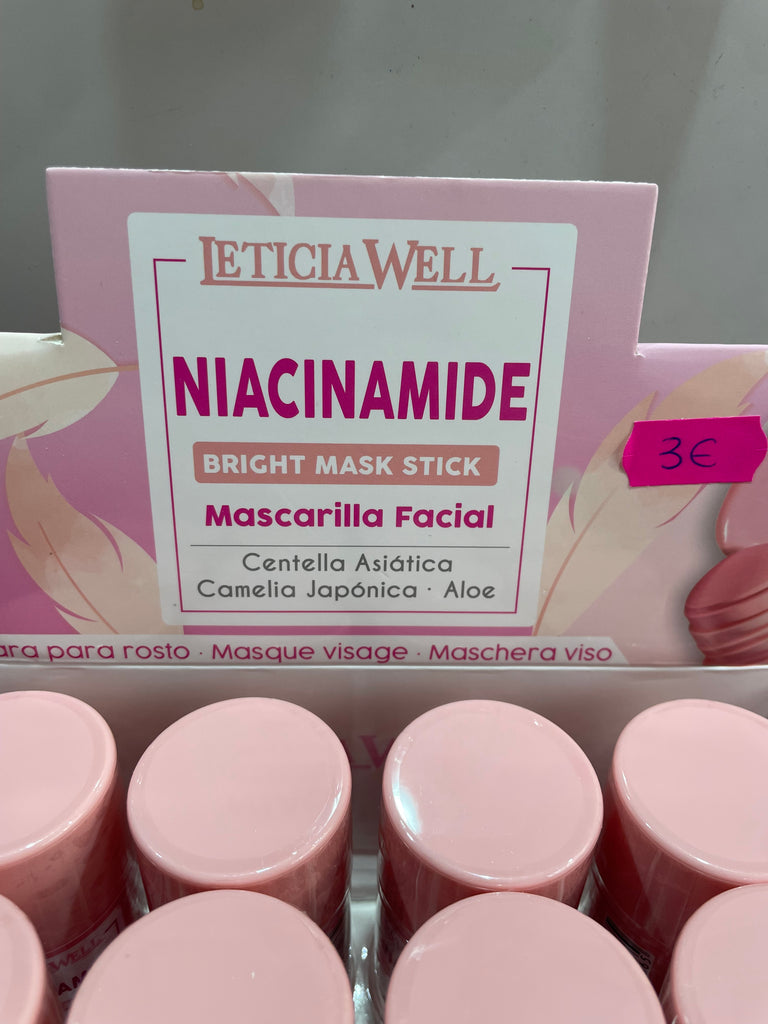 LETICIA WELL
NIACINAMIDE
BRIGHT MASK STICK
3€
Mascarilla Facial
Centella Asiática
Camelia Japónica · Aloe
para rosto · Masque visage · Maschera viso
WELL